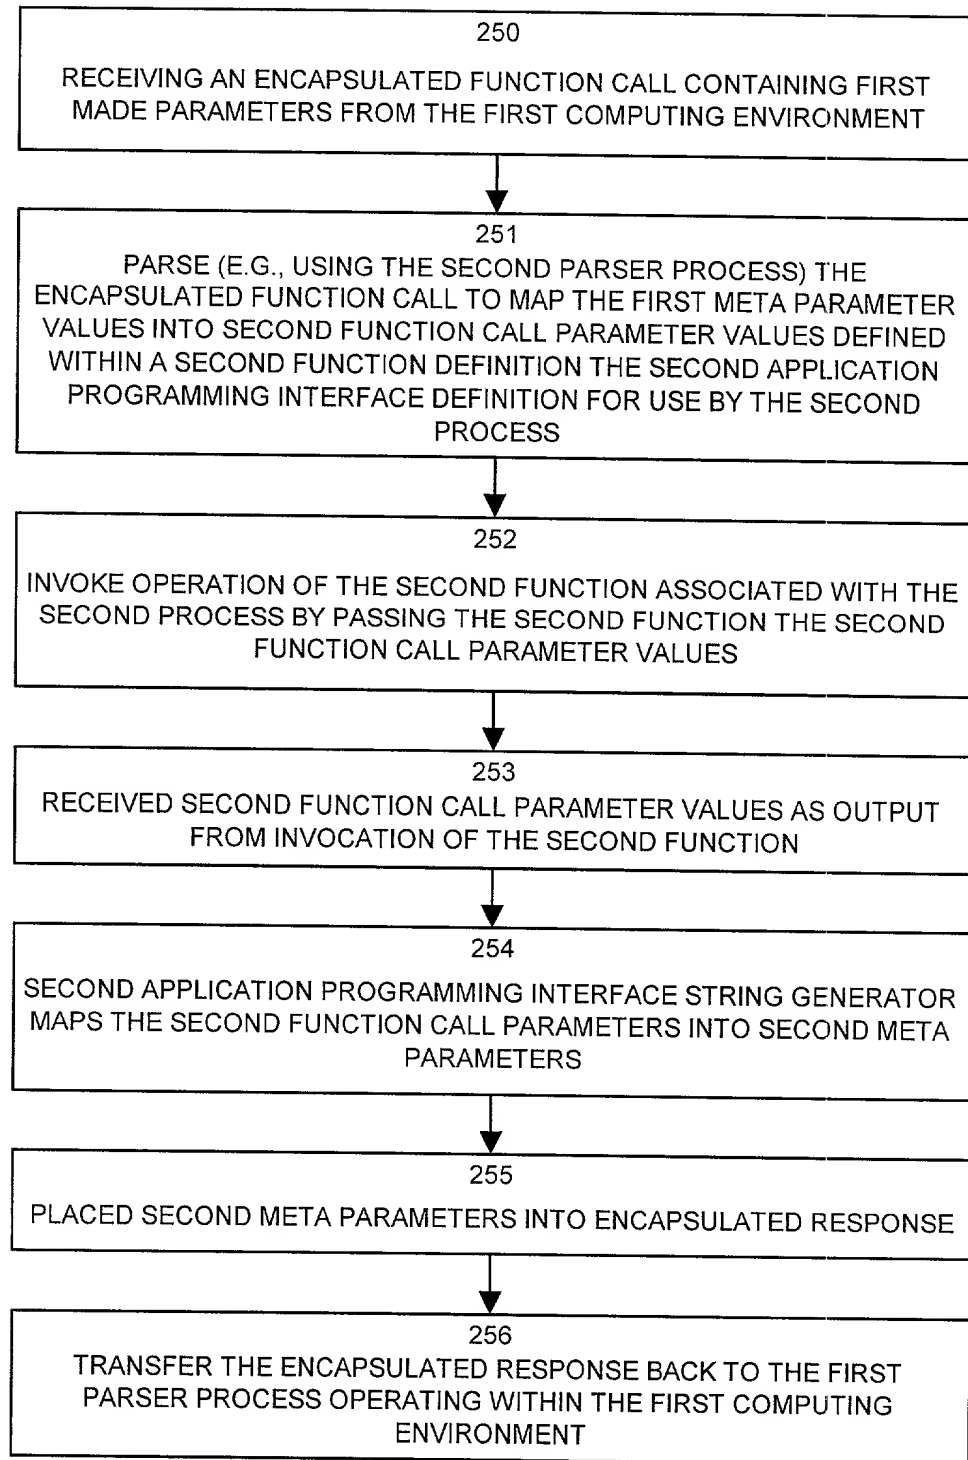 250
RECEIVING AN ENCAPSULATED FUNCTION CALL CONTAINING FIRST
MADE PARAMETERS FROM THE FIRST COMPUTING ENVIRONMENT
251
PARSE (E.G., USING THE SECOND PARSER PROCESS) THE
ENCAPSULATED FUNCTION CALL TO MAP THE FIRST META PARAMETER
VALUES INTO SECOND FUNCTION CALL PARAMETER VALUES DEFINED
WITHIN A SECOND FUNCTION DEFINITION THE SECOND APPLICATION
PROGRAMMING INTERFACE DEFINITION FOR USE BY THE SECOND
PROCESS
252
INVOKE OPERATION OF THE SECOND FUNCTION ASSOCIATED WITH THE
SECOND PROCESS BY PASSING THE SECOND FUNCTION THE SECOND
FUNCTION CALL PARAMETER VALUES
253
RECEIVED SECOND FUNCTION CALL PARAMETER VALUES AS OUTPUT
FROM INVOCATION OF THE SECOND FUNCTION
254
SECOND APPLICATION PROGRAMMING INTERFACE STRING GENERATOR
MAPS THE SECOND FUNCTION CALL PARAMETERS INTO SECOND META
PARAMETERS
255
PLACED SECOND META PARAMETERS INTO ENCAPSULATED RESPONSE
256
TRANSFER THE ENCAPSULATED RESPONSE BACK TO THE FIRST
PARSER PROCESS OPERATING WITHIN THE FIRST COMPUTING
ENVIRONMENT